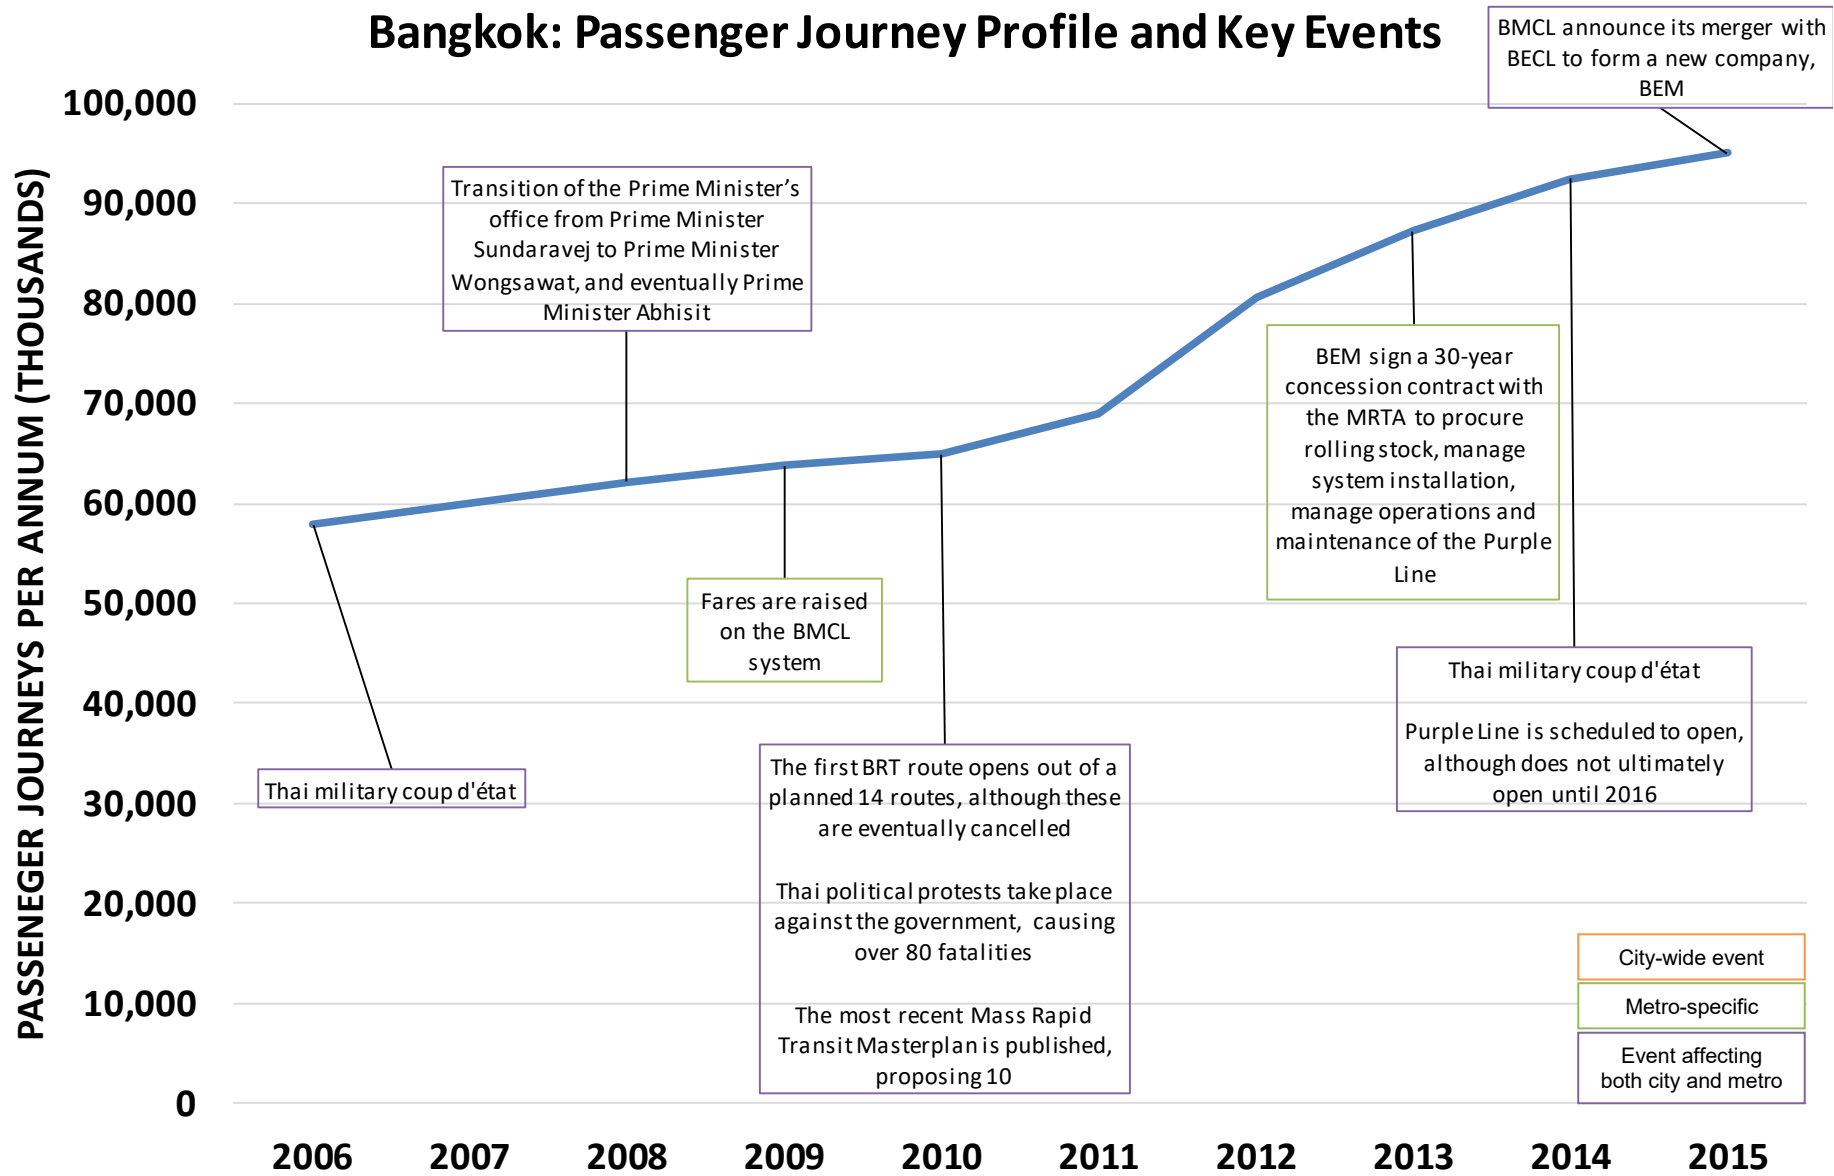 Bangkok: Passenger Journey Profile and Key Events
BMCL announce its merger with
BECL to form a new company,
BEM
PASSENEGER JOURNEYS PER ANNUM (THOUSANDS)
100,000
90,000
80,000
70,000
60,000
50,000
40,000
30,000
20,000
10,000
0
Transition of the Prime Minister’s
office from Prime Minister
Sundaravej to Prime Minister
Wongsawat, and eventually Prime
Minister Abhisit
BEM sign a 30-year
concession contract with
the MRTA to procure
rolling stock, manage
system installation,
manage operations and
maintenance of the Purple
Line
Fares are raised
on the BMCL
system
Thai military coup d'état
Purple Line is scheduled to open,
although does not ultimately
open until 2016
Thai military coup d'état
The first BRT route opens out of a
planned 14 routes, although these
are eventually cancelled
Thai political protests take place
against the government, causing
over 80 fatalities
The most recent Mass Rapid
Transit Masterplan is published,
proposing 10
City-wide event
Metro-specific
Event affecting
both city and metro
2006 2007 2008 2009 2010 2011 2012 2013 2014 2015